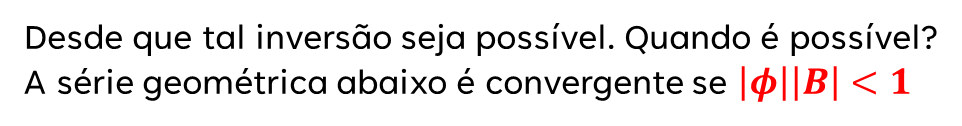 Desde que tal inversão seja possível. Quando é possível?
A série geométrica abaixo é convergente se |ϕ||B| < 1